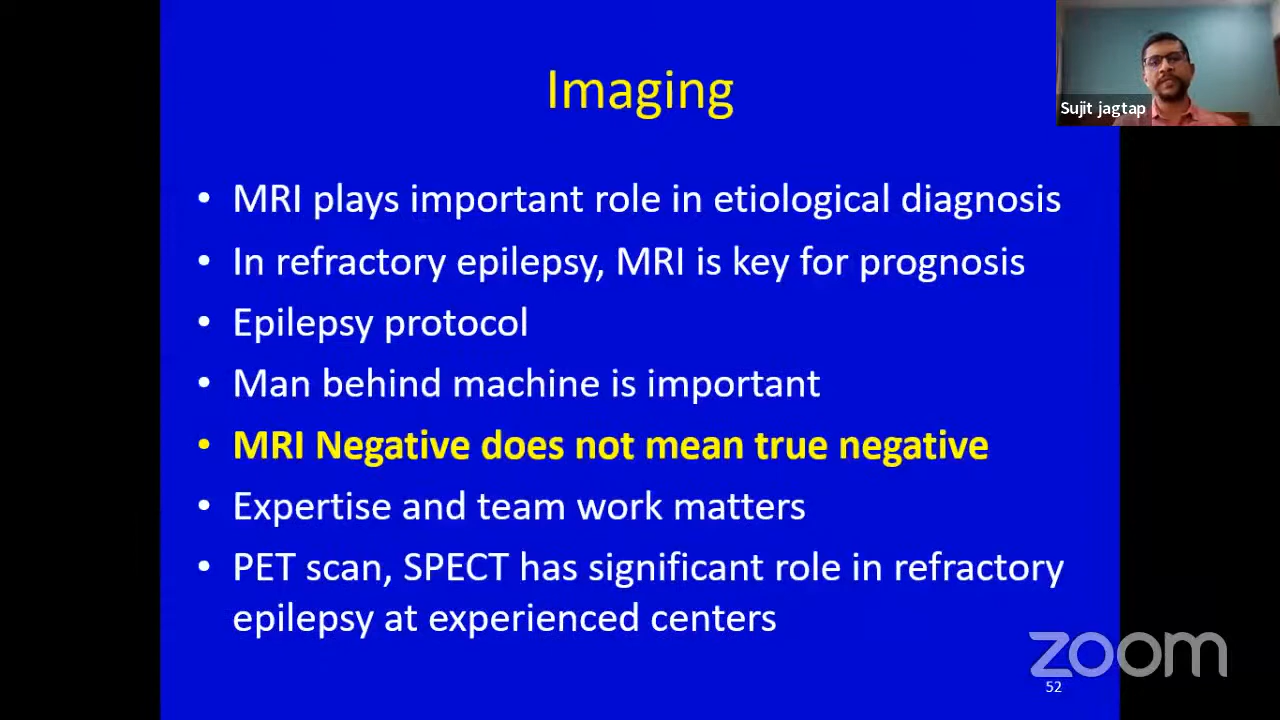 Imaging
Sujit jagtap
• MRI plays important role in etiological diagnosis
• In refractory epilepsy, MRI is key for prognosis
• Epilepsy protocol
• Man behind machine is important
• MRI Negative does not mean true negative
• Expertise and team work matters
• PET scan, SPECT has significant role in refractory
epilepsy at experienced centers
zoom
52